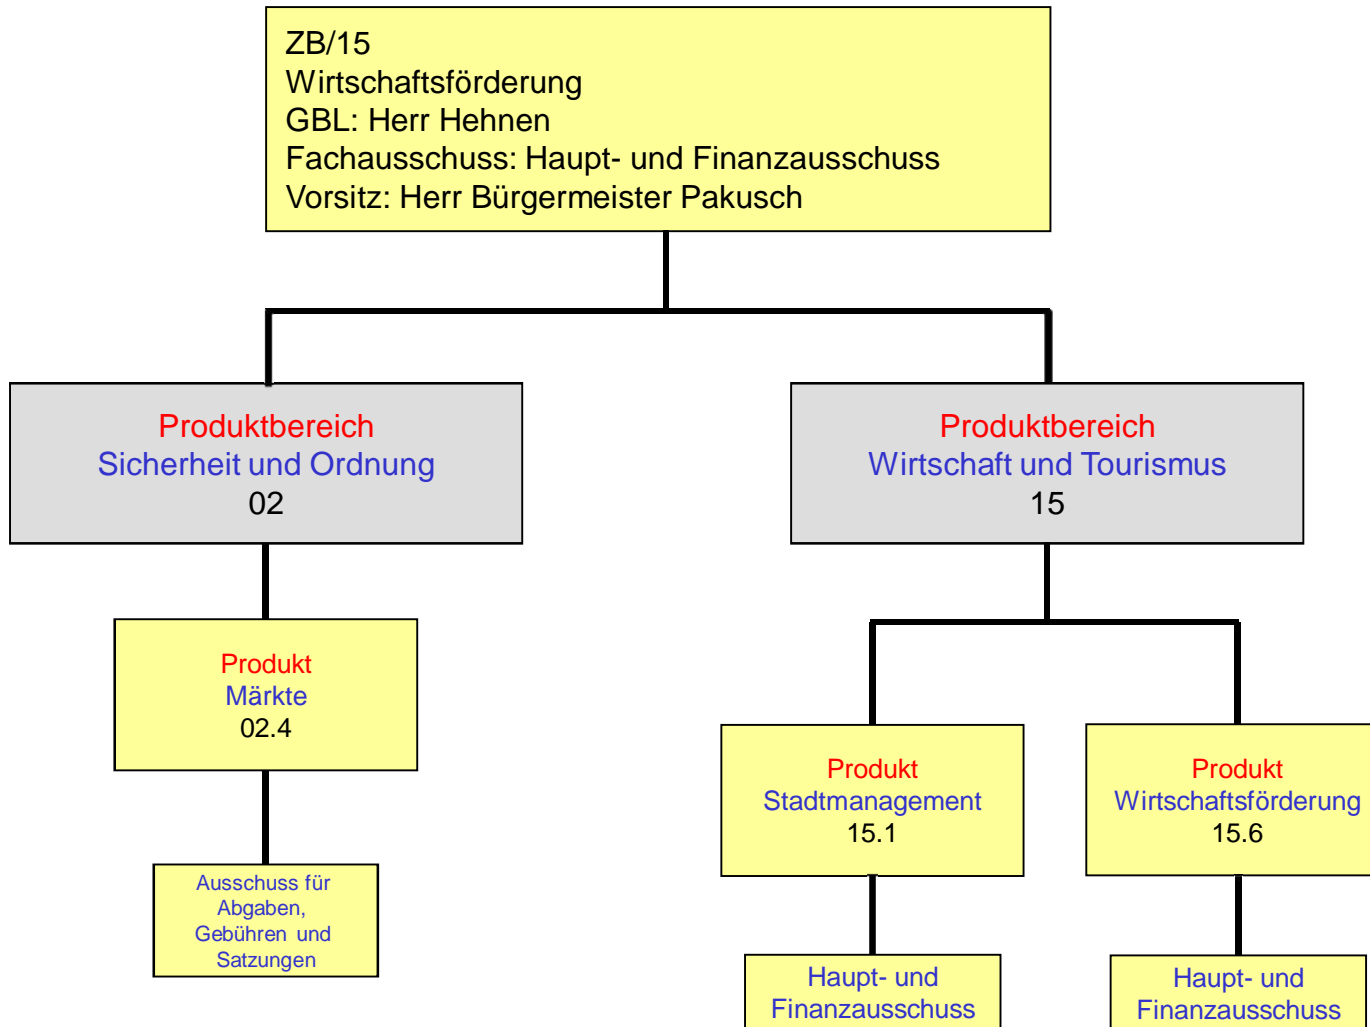 ZB/15
Wirtschaftsförderung
GBL: Herr Hehnen
Fachausschuss: Haupt- und Finanzausschuss
Vorsitz: Herr Bürgermeister Pakusch
Produktbereich
Sicherheit und Ordnung
02
Produktbereich
Wirtschaft und Tourismus
15
Produkt
Märkte
02.4
Produkt
Stadtmanagement
15.1
Produkt
Wirtschaftsförderung
15.6
Ausschuss für
Abgaben,
Gebühren und
Satzungen
Haupt- und
Finanzausschuss
Haupt- und
Finanzausschuss